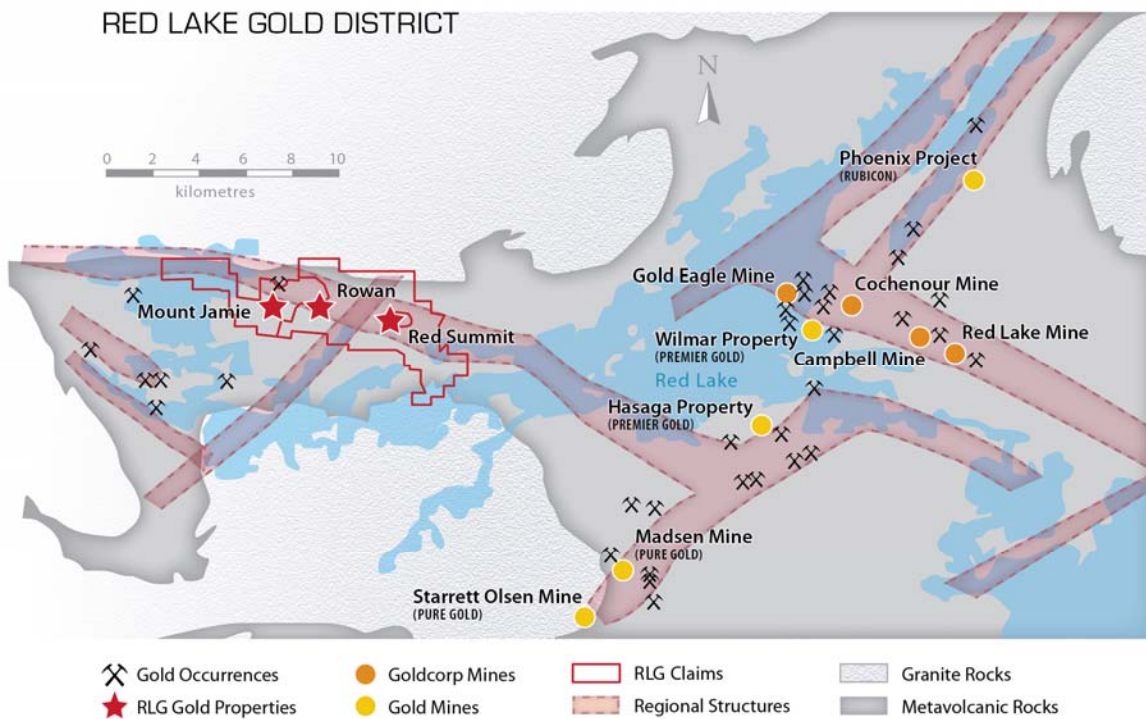 RED LAKE GOLD DISTRICT
N
0 2 4 6 8 10
kilometres
Phoenix Project
(RUBICON)
Gold Eagle Mine
Cochenour Mine
Rowan
Mount Jamie
Red Summit
Wilmar Property
(PREMIER GOLD)
Red Lake Mine
Campbell Mine
Red Lake
Hasaga Property
(PREMIER GOLD)
Madsen Mine
(PURE GOLD)
Starrett Olsen Mine
(PURE GOLD)
Gold Occurrences
Goldcorp Mines
RLG Claims
Granite Rocks
RLG Gold Properties
Gold Mines
Regional Structures
Metavolcanic Rocks